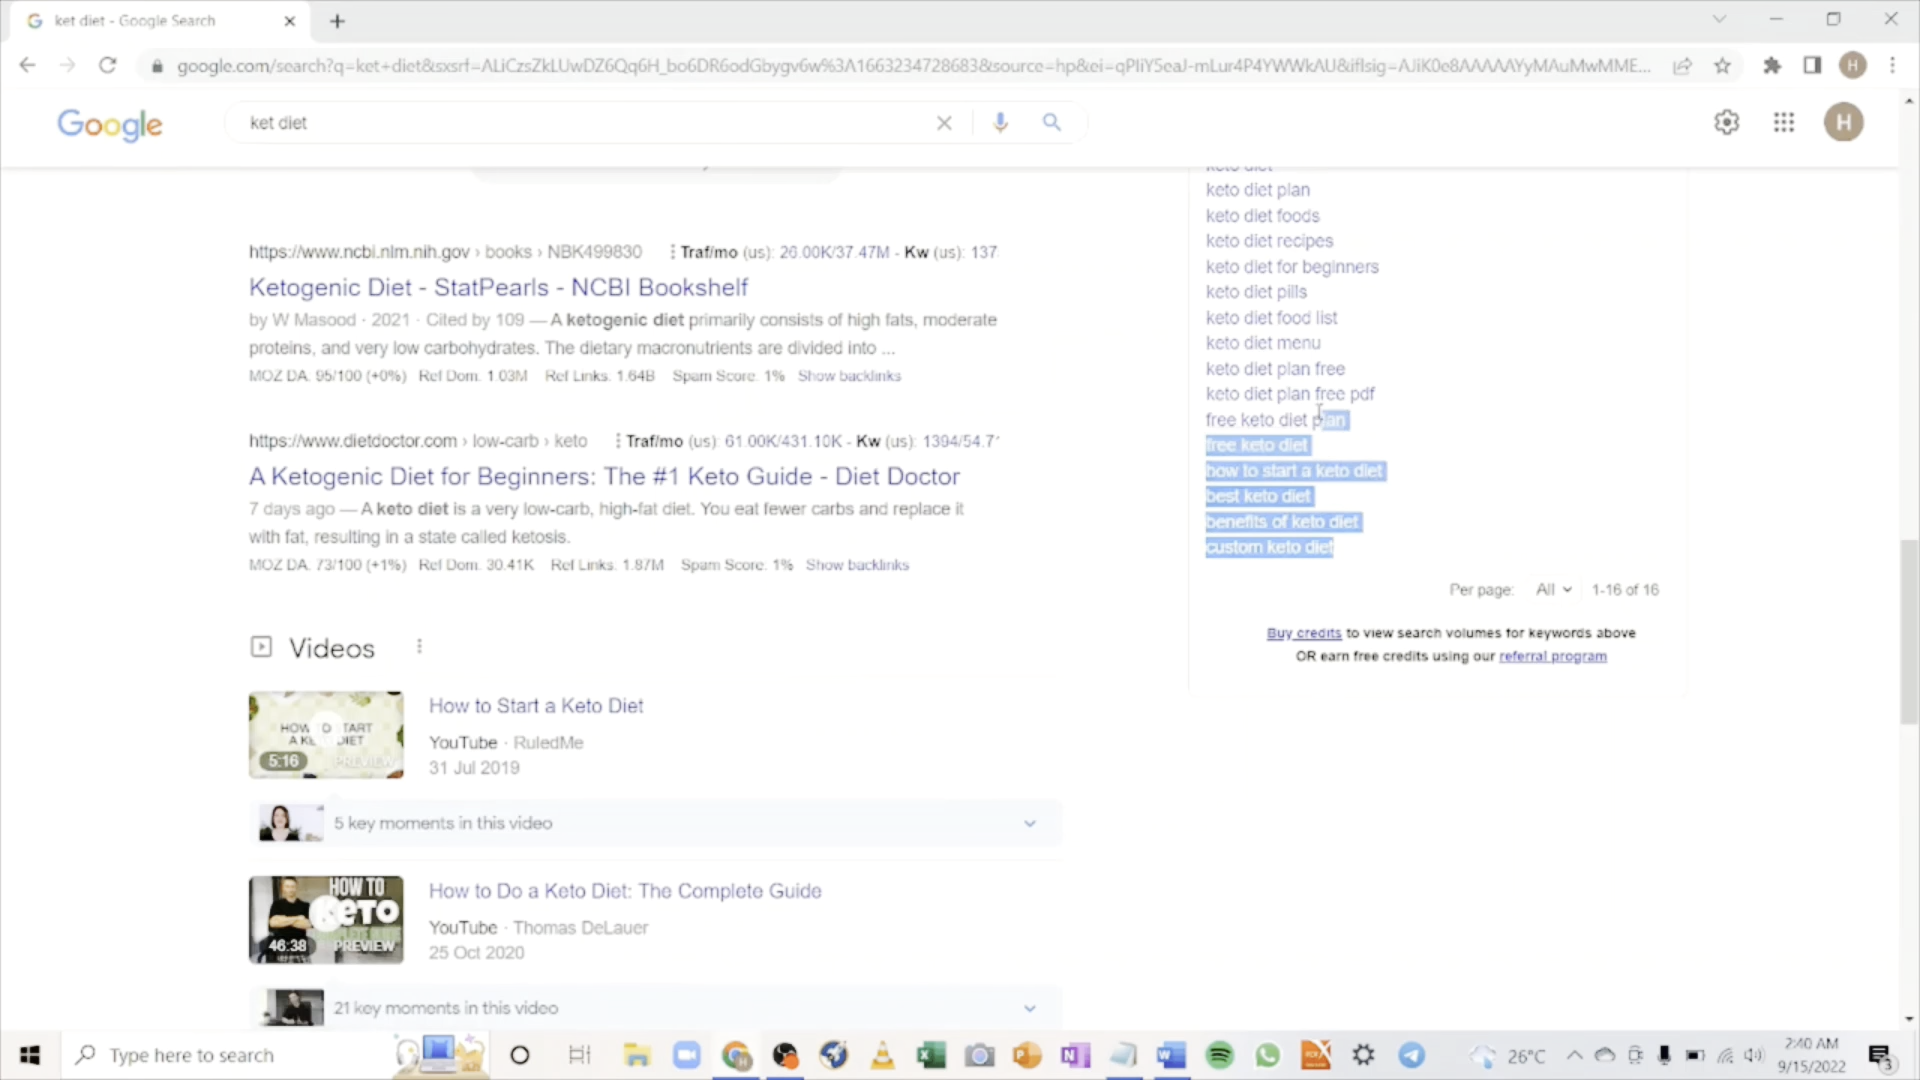 ket diet - Google Search
google.com/search?q=ket+diet&sxsrf=ALiCzsZkLUwDZ6Qq6H_bo6DR6odGbygv6w%3A1663234728683&source=hp&ei=qPIiY5eaJ-mLur4P4YWWkAU&iflsig=AJiK0e8AAAAAYyMAuMwMME...
H
Google
ket diet
H
keto diet
keto diet plan
keto diet foods
keto diet recipes
keto diet for beginners
keto diet pills
keto diet food list
keto diet menu
keto diet plan free
keto diet plan free pdf
free keto diet plan
free keto diet
how to start a keto diet
best keto diet
benefits of keto diet
custom keto diet
Per page: All 1-16 of 16
Buy credits to view search volumes for keywords above
OR earn free credits using our referral program
https://www.ncbi.nlm.nih.gov › books › NBK499830 Traf/mo (us): 26.00K/37.47M - Kw (us): 137
Ketogenic Diet - StatPearls - NCBI Bookshelf
by W Masood · 2021 · Cited by 109 — A ketogenic diet primarily consists of high fats, moderate
proteins, and very low carbohydrates. The dietary macronutrients are divided into ...
MOZ DA: 95/100 (+0%) Ref Dom: 1.03M Ref Links: 1.64B Spam Score: 1% Show backlinks
https://www.dietdoctor.com › low-carb › keto Traf/mo (us): 61.00K/431.10K - Kw (us): 1394/54.7
A Ketogenic Diet for Beginners: The #1 Keto Guide - Diet Doctor
7 days ago — A keto diet is a very low-carb, high-fat diet. You eat fewer carbs and replace it
with fat, resulting in a state called ketosis.
MOZ DA: 73/100 (+1%) Ref Dom: 30.41K Ref Links: 1.87M Spam Score: 1% Show backlinks
Videos
HOW TO START
A KETO DIET
5:16 PREVIEW
How to Start a Keto Diet
YouTube · RuledMe
31 Jul 2019
5 key moments in this video
HOW TO
KETO
COMPLETE GUIDE
46:38 PREVIEW
How to Do a Keto Diet: The Complete Guide
YouTube · Thomas DeLauer
25 Oct 2020
21 key moments in this video
Type here to search
26°C
2:40 AM
9/15/2022
3